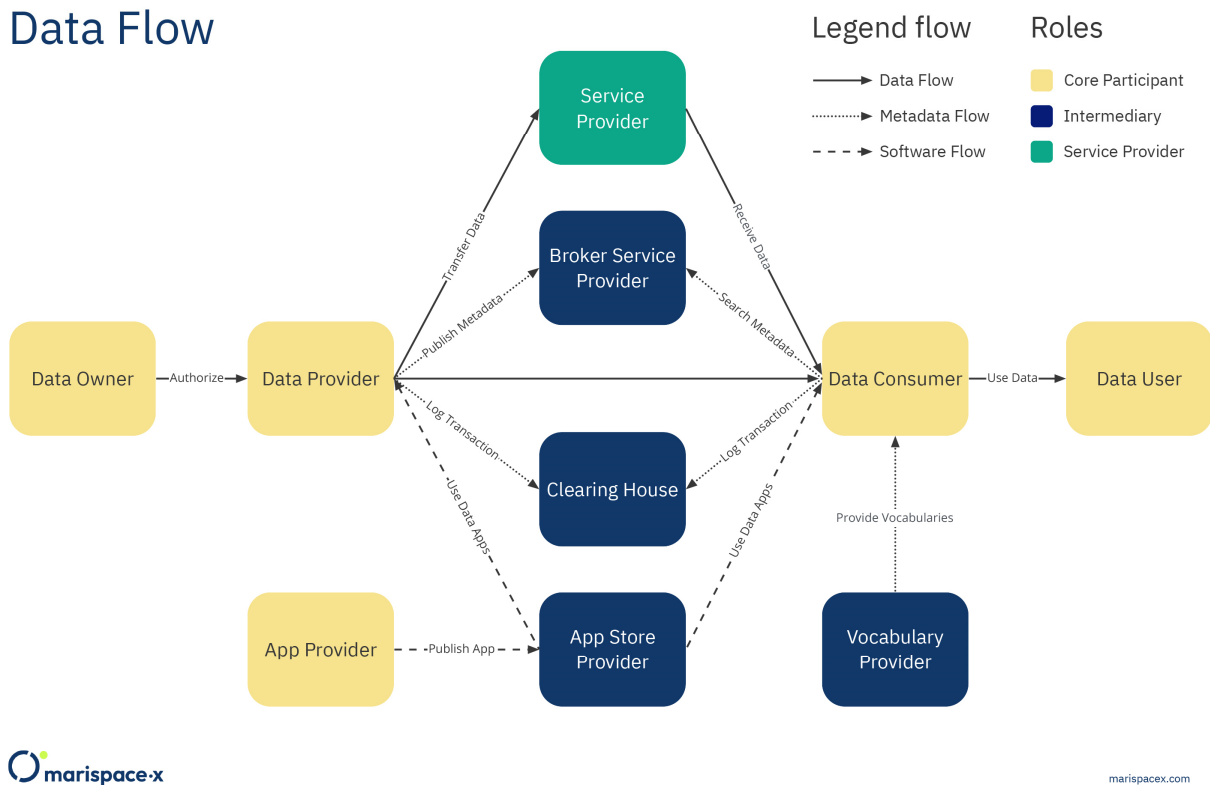 Data Flow
Legend flow
Roles
Data Flow
Metadata Flow
Software Flow
Core Participant
Intermediary
Service Provider
Service
Provider
Transfer Data
Receive Data
Broker Service
Provider
Publish Metadata
Search Metadata
Data Owner
Authorize
Data Provider
Data Consumer
Use Data
Data User
Log Transaction
Log Transaction
Clearing House
Use Data Apps
Use Data Apps
Provide Vocabularies
App Provider
Publish App
App Store
Provider
Vocabulary
Provider
marispace·x
marispacex.com